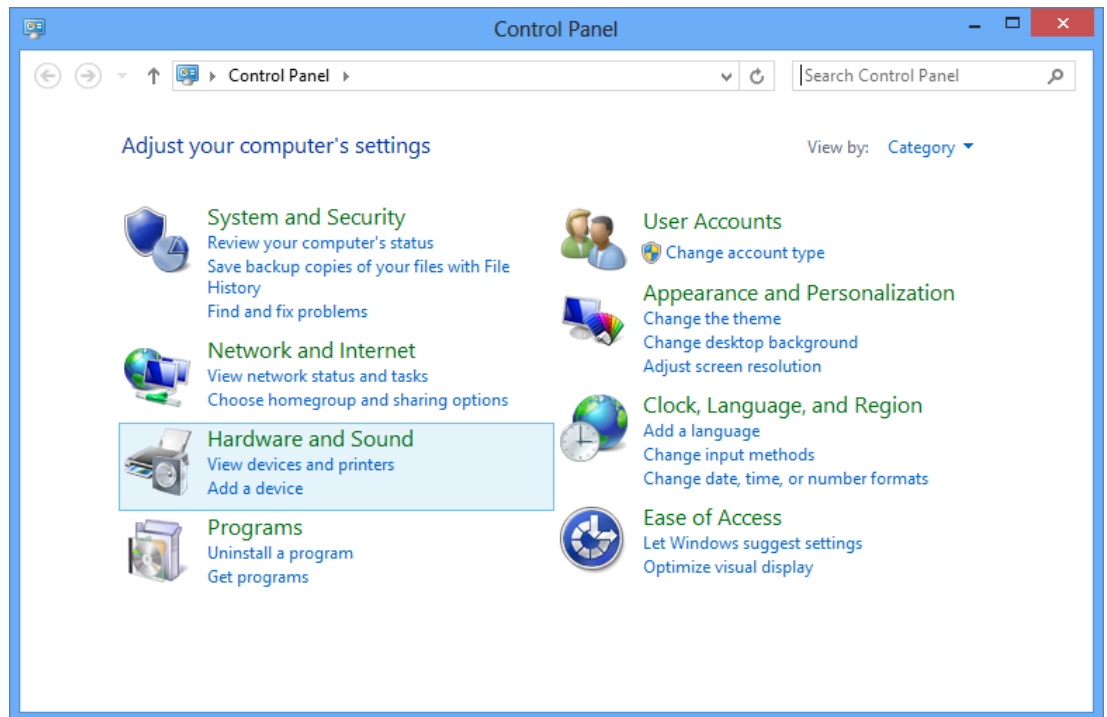 Control Panel
Control Panel
Search Control Panel
Adjust your computer's settings
View by: Category
System and Security
Review your computer's status
Save backup copies of your files with File
History
Find and fix problems
Network and Internet
View network status and tasks
Choose homegroup and sharing options
Hardware and Sound
View devices and printers
Add a device
Programs
Uninstall a program
Get programs
User Accounts
Change account type
Appearance and Personalization
Change the theme
Change desktop background
Adjust screen resolution
Clock, Language, and Region
Add a language
Change input methods
Change date, time, or number formats
Ease of Access
Let Windows suggest settings
Optimize visual display